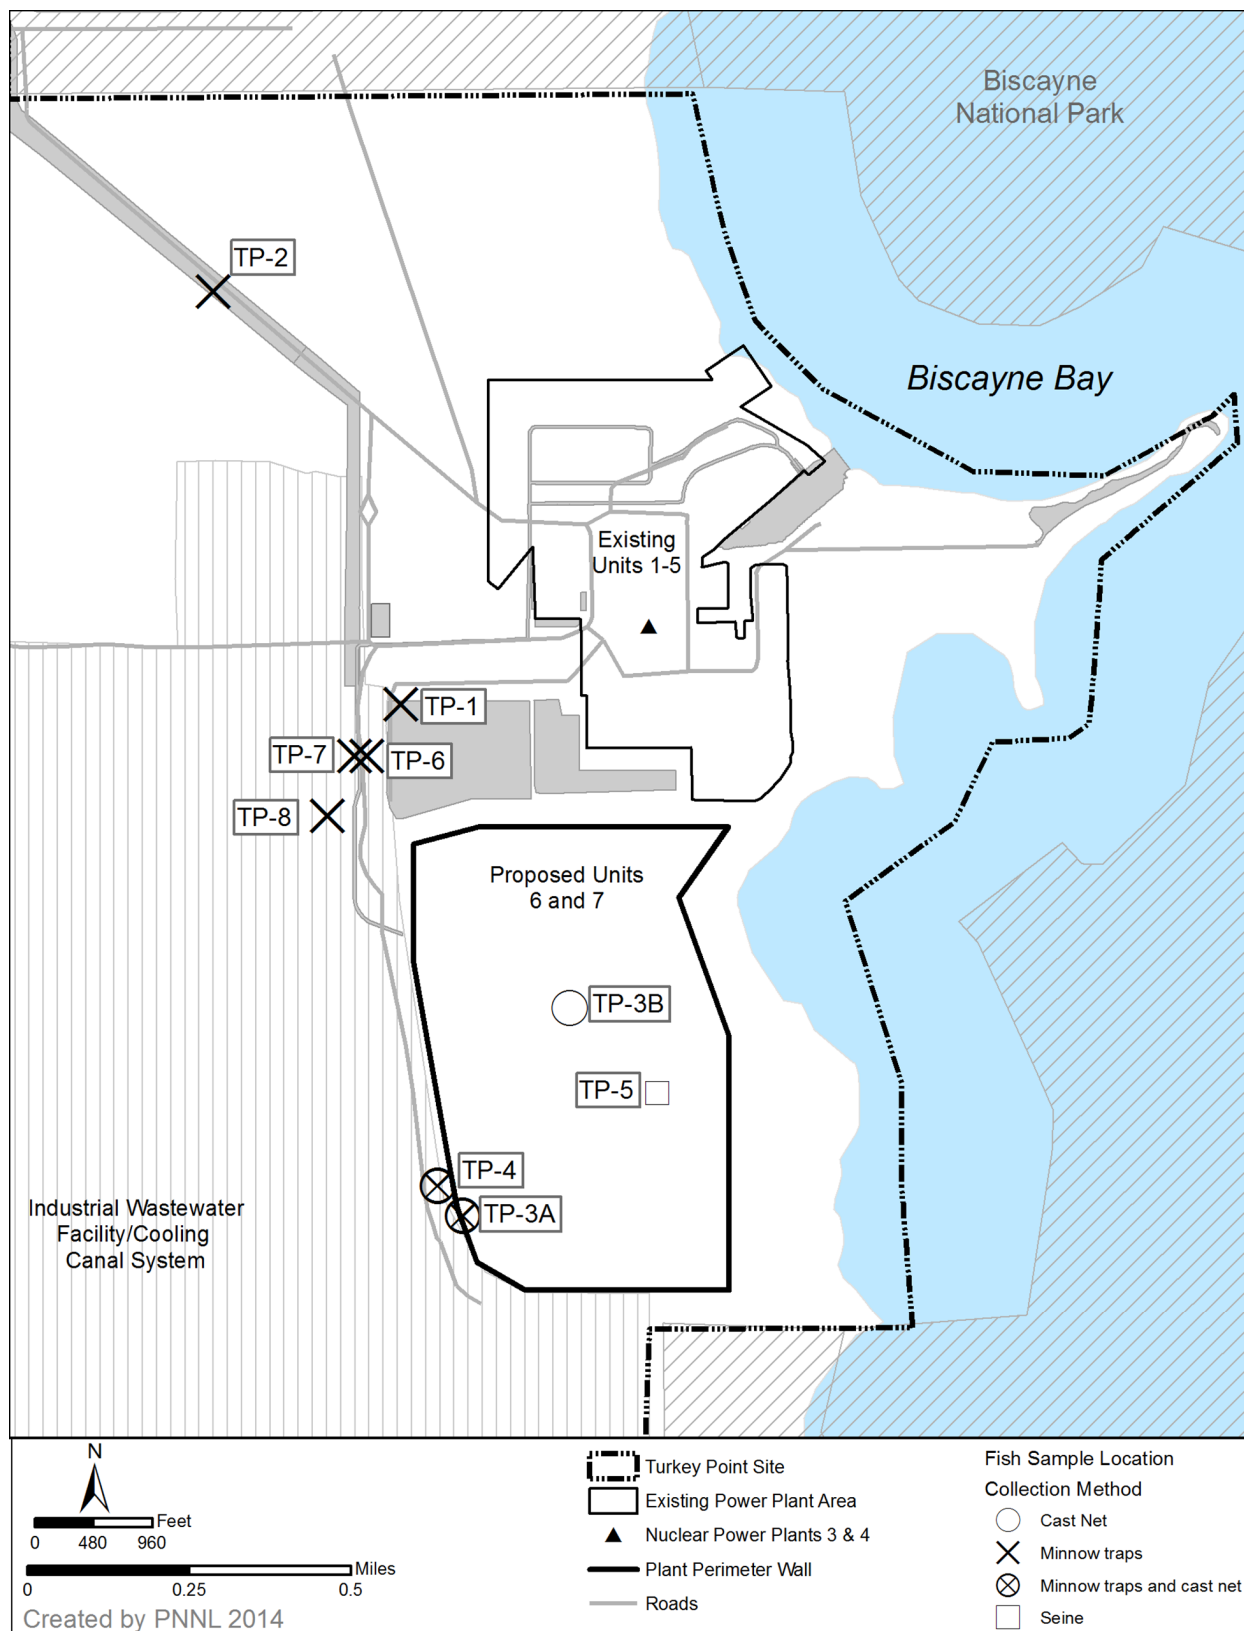 Biscayne
National Park
TP-2
Biscayne Bay
Existing
Units 1-5
TP-1
TP-7
TP-6
TP-8
Proposed Units
6 and 7
TP-3B
TP-5
TP-4
TP-3A
Industrial Wastewater
Facility/Cooling
Canal System
N
Feet
0 480 960
Miles
0 0.25 0.5
Created by PNNL 2014
Turkey Point Site
Existing Power Plant Area
Nuclear Power Plants 3 & 4
Plant Perimeter Wall
Roads
Fish Sample Location
Collection Method
Cast Net
Minnow traps
Minnow traps and cast net
Seine